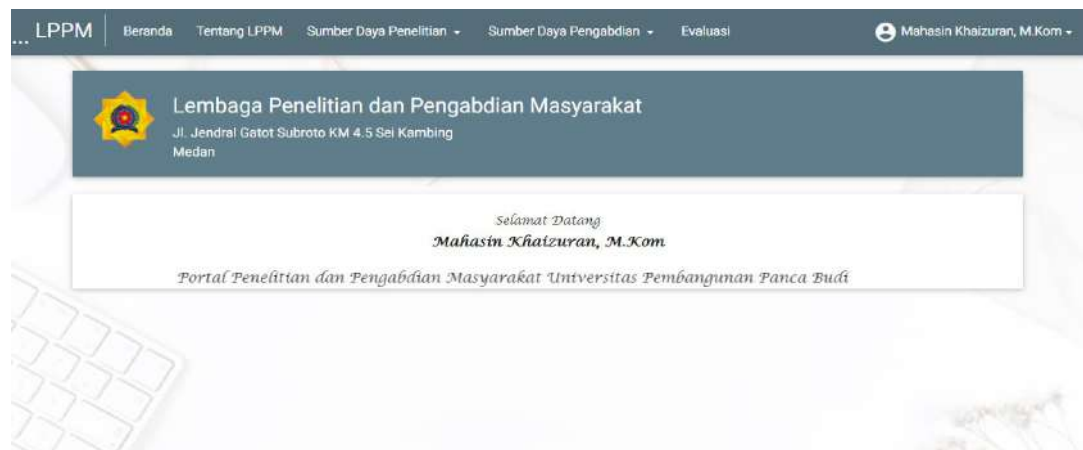 ... LPPM Beranda Tentang LPPM Sumber Daya Penelitian Sumber Daya Pengabdian Evaluasi Mahasin Khaizuran, M.Kom
Lembaga Penelitian dan Pengabdian Masyarakat
Jl. Jendral Gatot Subroto KM 4.5 Sei Kambing
Medan
Selamat Datang
Mahasin Khaizuran, M.Kom
Portal Penelitian dan Pengabdian Masyarakat Universitas Pembangunan Panca Budi